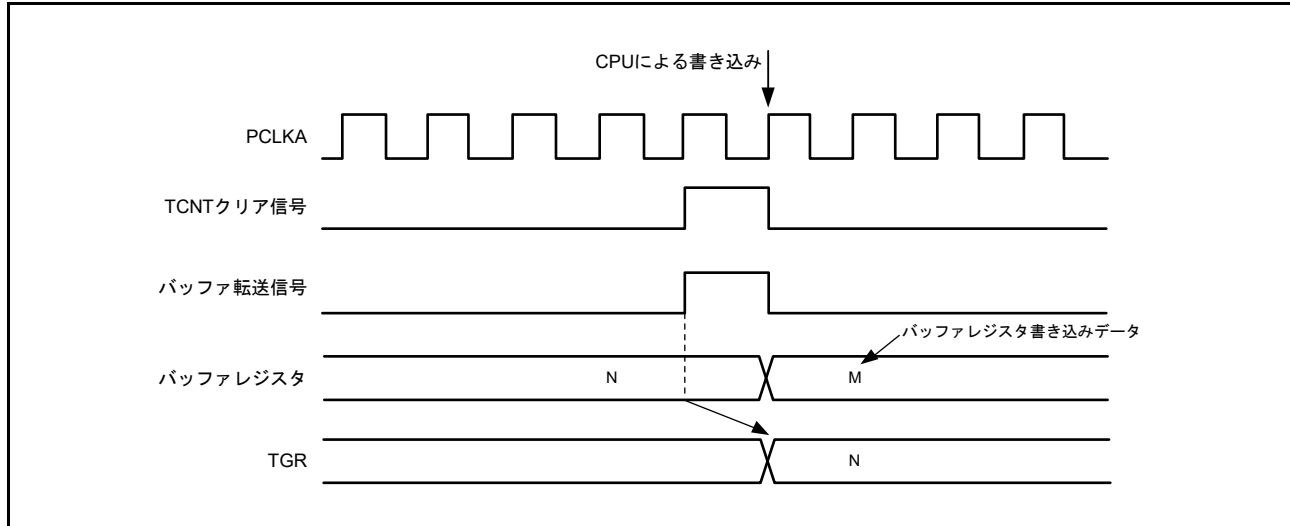 CPUによる書き込み
PCLKA
TCNTクリア信号
バッファ転送信号
バッファレジスタ書き込みデータ
バッファレジスタ
N
M
TGR
N